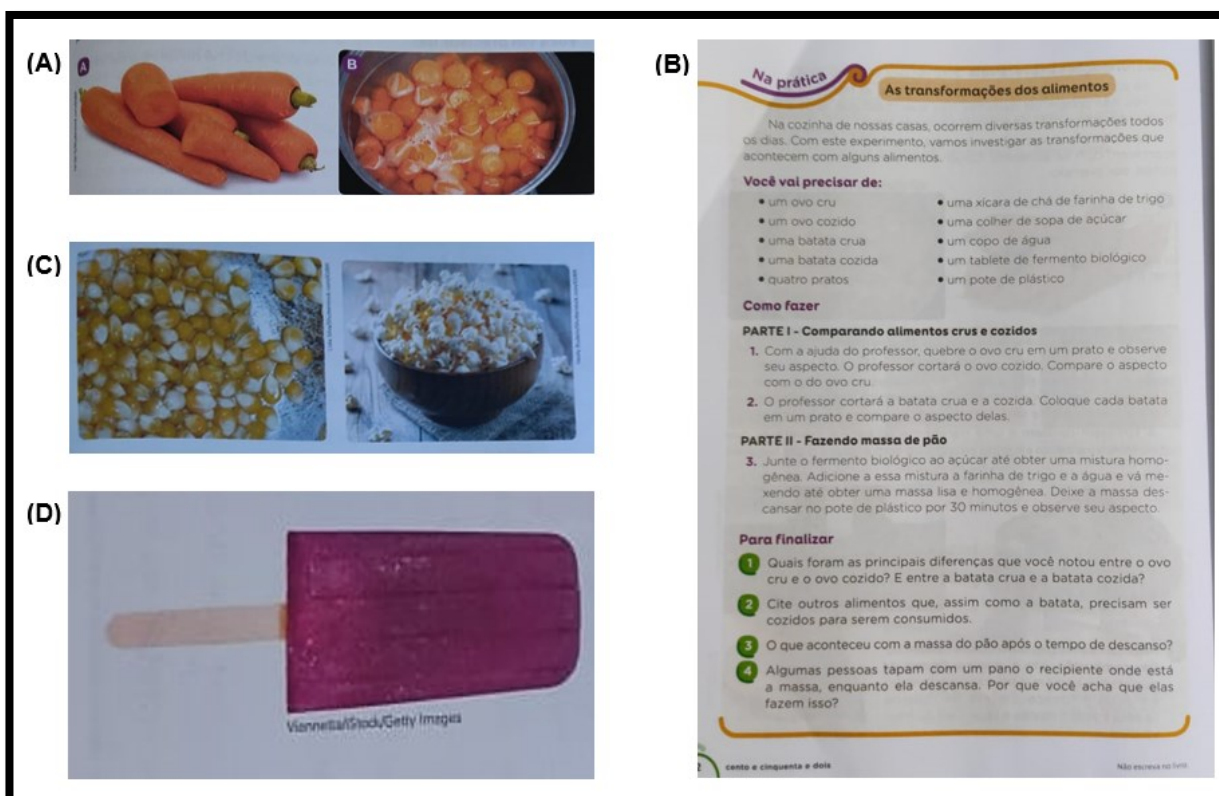 (A)
A
B
(B)
Na prática
As transformações dos alimentos
Na cozinha de nossas casas, ocorrem diversas transformações todos
os dias. Com este experimento, vamos investigar as transformações que
acontecem com alguns alimentos.
Você vai precisar de:
• um ovo cru
• um ovo cozido
• uma batata crua
• uma batata cozida
• quatro pratos
• uma xícara de chá de farinha de trigo
• uma colher de sopa de açúcar
• um copo de água
• um tablete de fermento biológico
• um pote de plástico
Como fazer
PARTE I - Comparando alimentos crus e cozidos
1. Com a ajuda do professor, quebre o ovo cru em um prato e observe
seu aspecto. O professor cortará o ovo cozido. Compare o aspecto
com o do ovo cru.
2. O professor cortará a batata crua e a cozida. Coloque cada batata
em um prato e compare o aspecto delas.
PARTE II - Fazendo massa de pão
3. Junte o fermento biológico ao açúcar até obter uma mistura homo-
gênea. Adicione a essa mistura a farinha de trigo e a água e vá me-
xendo até obter uma massa lisa e homogênea. Deixe a massa des-
cansar no pote de plástico por 30 minutos e observe seu aspecto.
Para finalizar
1 Quais foram as principais diferenças que você notou entre o ovo
cru e o ovo cozido? E entre a batata crua e a batata cozida?
2 Cite outros alimentos que, assim como a batata, precisam ser
cozidos para serem consumidos.
3 O que aconteceu com a massa do pão após o tempo de descanso?
4 Algumas pessoas tapam com um pano o recipiente onde está
a massa, enquanto ela descansa. Por que você acha que elas
fazem isso?
2 cento e cinquenta e dois
Não escreva no livro.
(C)
(D)
Viennetta/iStock/Getty Images